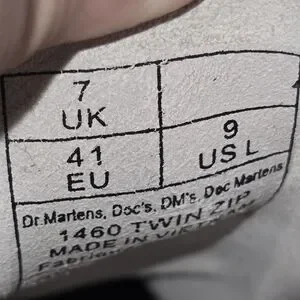 7
UK
41
EU
9
US L
Dr.Martens, Doc's, DM's, Doc Martens
1460 TWIN ZIP
MADE IN VIETNAM